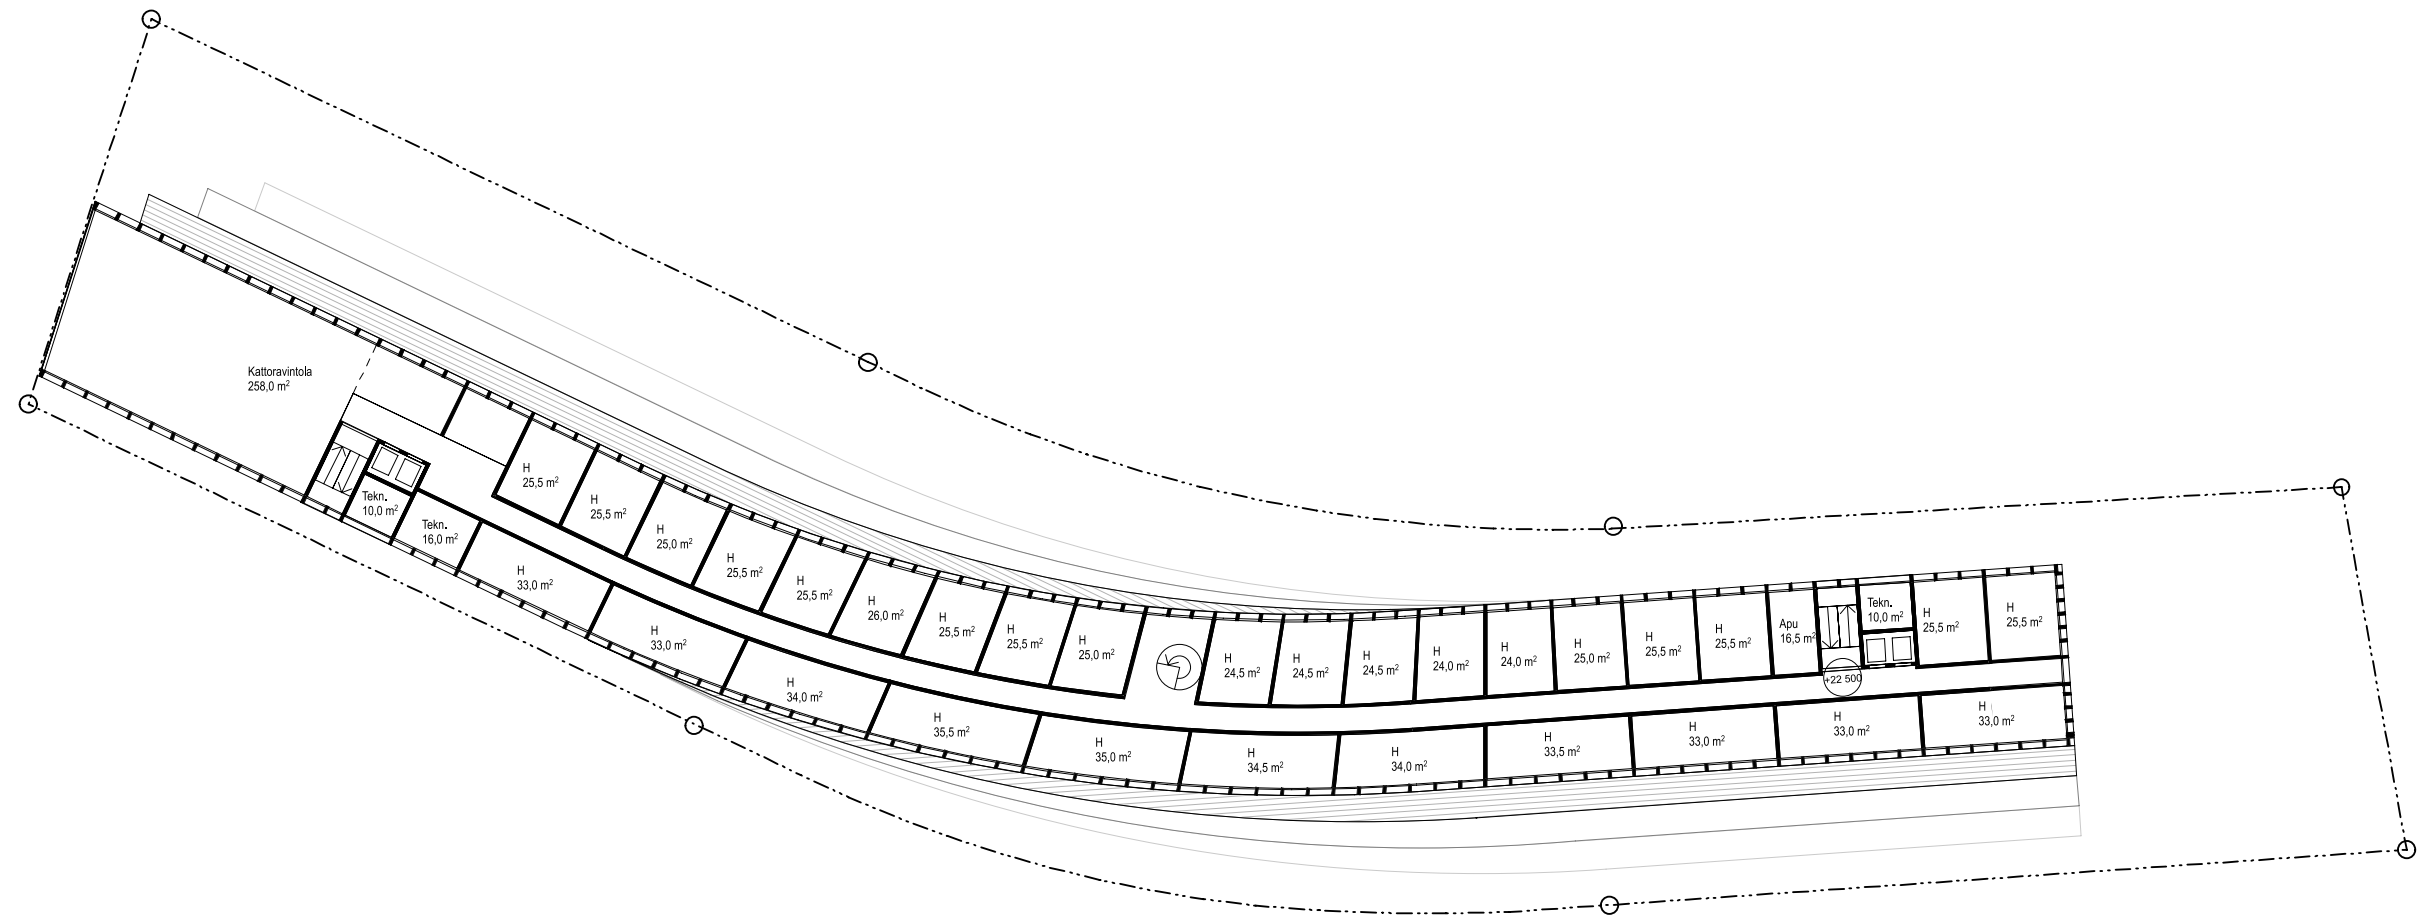 Kattoravintola
258,0 m²
Tekn.
10,0 m²
Tekn.
16,0 m²
H
25,5 m²
H
25,5 m²
H
25,0 m²
H
25,5 m²
H
25,5 m²
H
26,0 m²
H
25,5 m²
H
25,5 m²
H
25,0 m²
H
24,5 m²
H
24,5 m²
H
24,5 m²
H
24,0 m²
H
24,0 m²
H
25,0 m²
H
25,5 m²
H
25,5 m²
Apu
16,5 m²
Tekn.
10,0 m²
H
25,5 m²
H
25,5 m²
+22 500
H
33,0 m²
H
33,0 m²
H
34,0 m²
H
35,5 m²
H
35,0 m²
H
34,5 m²
H
34,0 m²
H
33,5 m²
H
33,0 m²
H
33,0 m²
H
33,0 m²